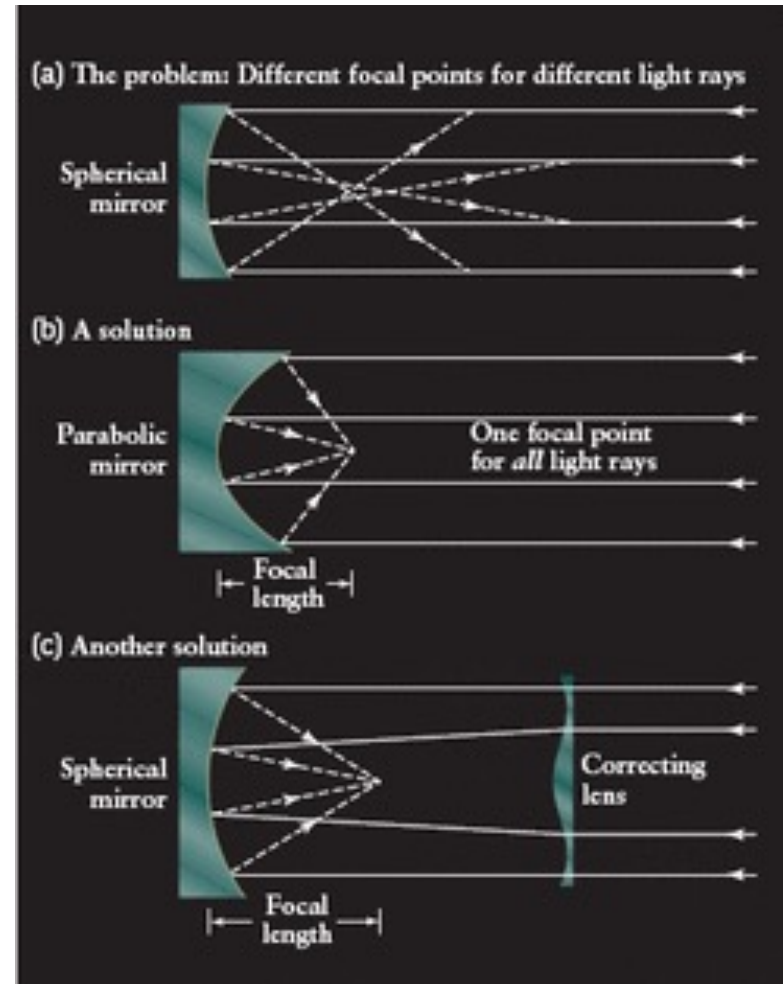 (a) The problem: Different focal points for different light rays
Spherical
mirror
(b) A solution
Parabolic
mirror
One focal point
for all light rays
Focal
length
(c) Another solution
Spherical
mirror
Correcting
lens
Focal
length